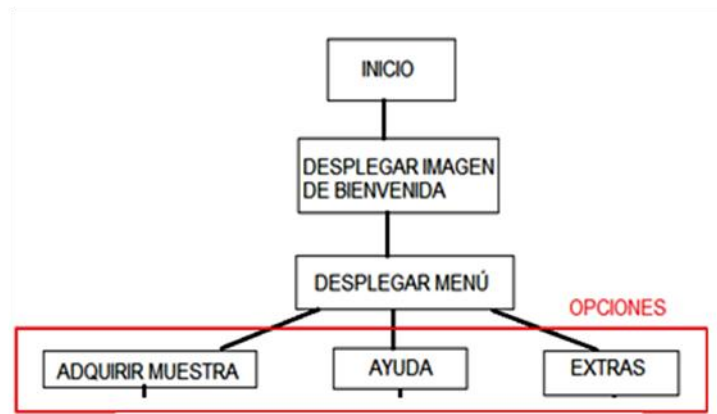 INICIO
DESPLEGAR IMAGEN
DE BIENVENIDA
DESPLEGAR MENÚ
OPCIONES
ADQUIRIR MUESTRA
AYUDA
EXTRAS